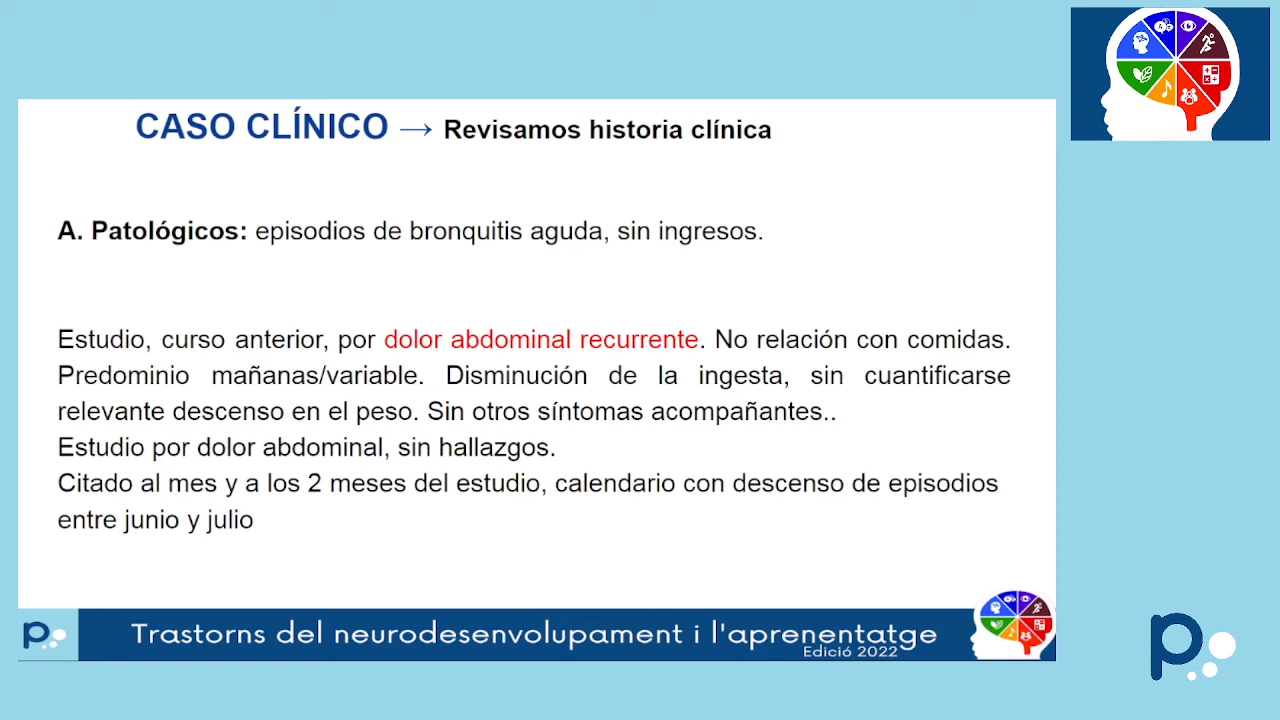 CASO CLÍNICO → Revisamos historia clínica
A. Patológicos: episodios de bronquitis aguda, sin ingresos.
Estudio, curso anterior, por dolor abdominal recurrente. No relación con comidas.
Predominio mañanas/variable. Disminución de la ingesta, sin cuantificarse
relevante descenso en el peso. Sin otros síntomas acompañantes..
Estudio por dolor abdominal, sin hallazgos.
Citado al mes y a los 2 meses del estudio, calendario con descenso de episodios
entre junio y julio
p
Trastorns del neurodesenvolupament i l'aprenentatge
Edició 2022
p